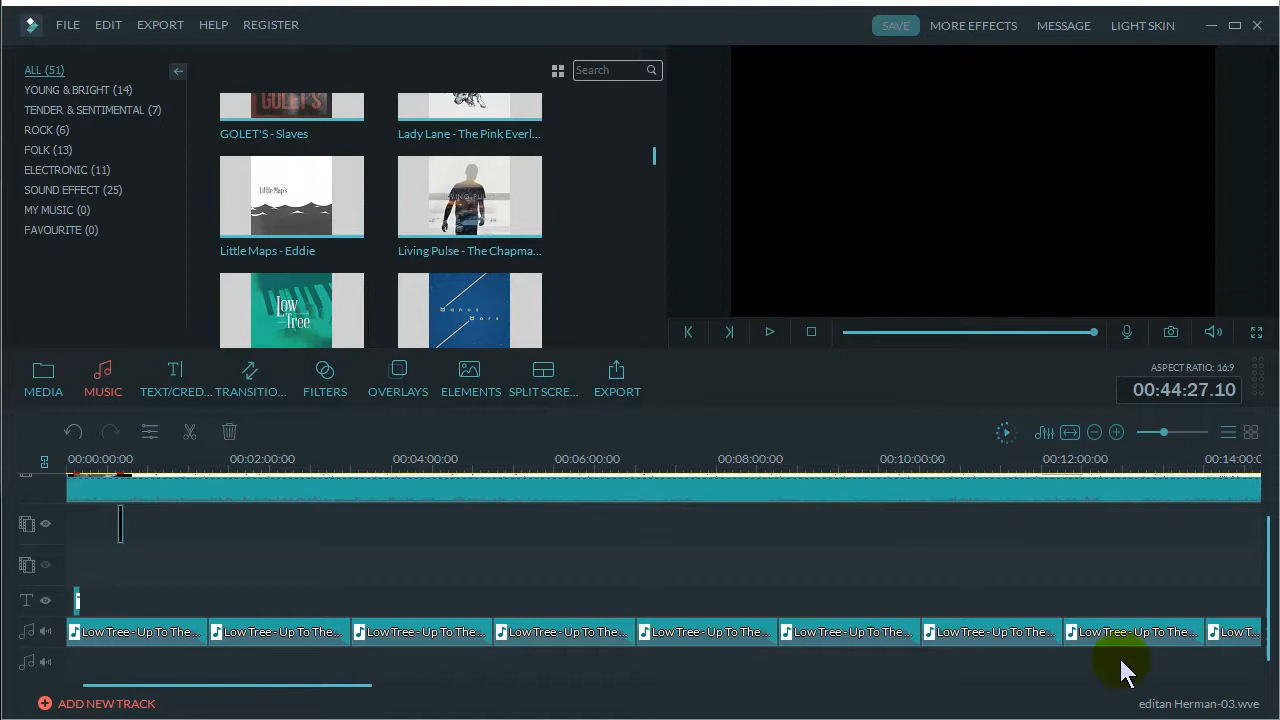 FILE EDIT EXPORT HELP REGISTER SAVE MORE EFFECTS MESSAGE LIGHT SKIN
ALL (51)
YOUNG & BRIGHT (14)
TENDER & SENTIMENTAL (7)
ROCK (6)
FOLK (13)
ELECTRONIC (11)
SOUND EFFECT (25)
MY MUSIC (0)
FAVOURITE (0)
Search
GOLET'S
GOLET'S - Slaves
Lady Lane - The Pink Everl...
Little Map's
Little Maps - Eddie
LIVING PULSE
Living Pulse - The Chapma...
Low
Tree
Baños
Bars
MEDIA MUSIC TEXT/CRED... TRANSITIO... FILTERS OVERLAYS ELEMENTS SPLIT SCRE... EXPORT
ASPECT RATIO: 16:9
00:44:27.10
00:00:00:00 00:02:00:00 00:04:00:00 00:06:00:00 00:08:00:00 00:10:00:00 00:12:00:00 00:14:00:0
T
Low Tree - Up To The... Low Tree - Up To The... Low Tree - Up To The... Low Tree - Up To The... Low Tree - Up To The... Low Tree - Up To The... Low Tree - Up To The... Low Tree - Up To The... Low T...
ADD NEW TRACK
editan Herman-03.wve